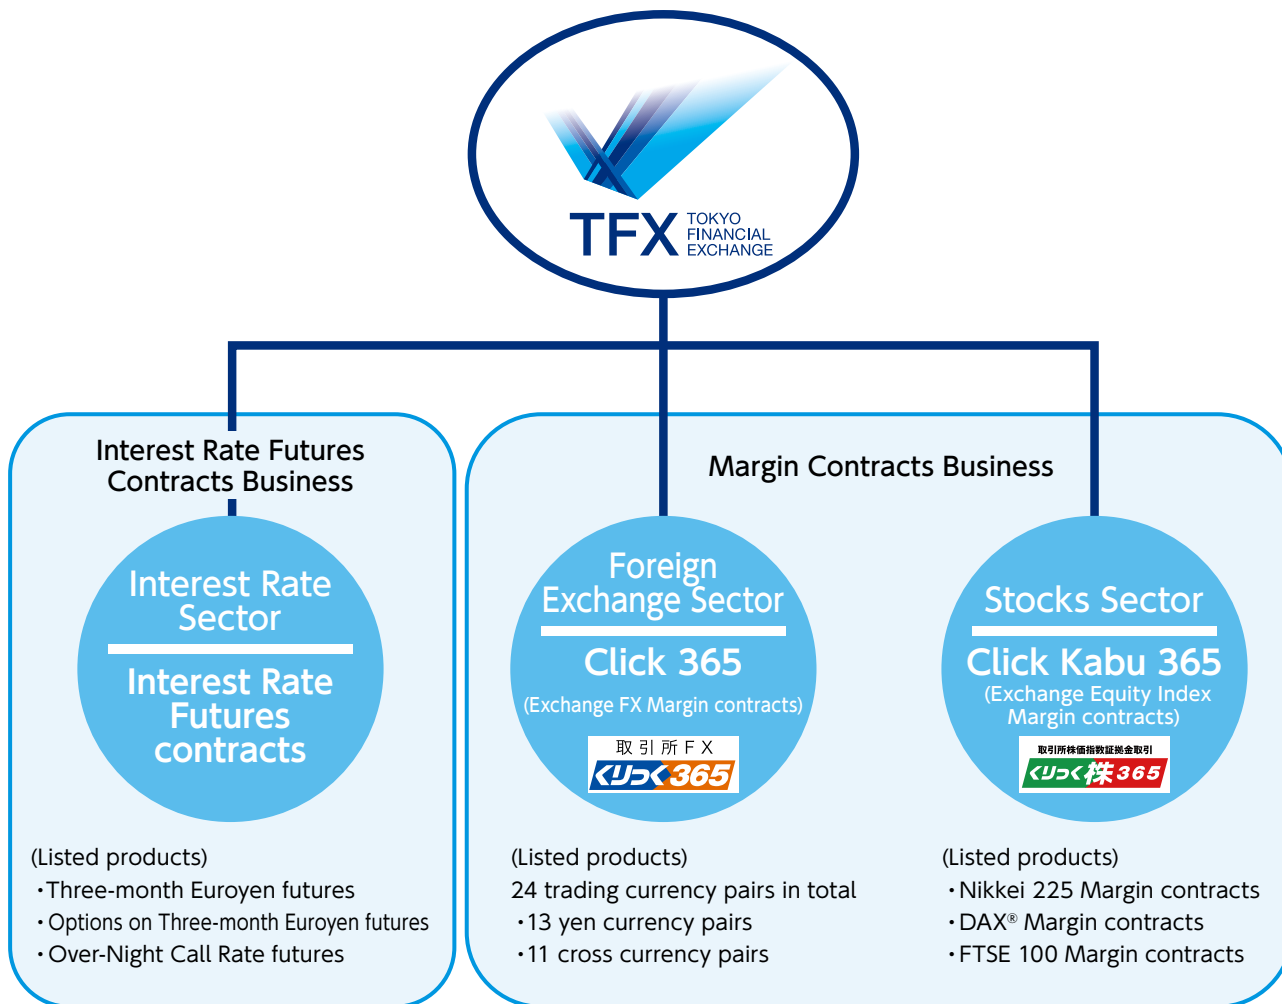 TFX
TOKYO
FINANCIAL
EXCHANGE
Interest Rate Futures
Contracts Business
Interest Rate
Sector
Interest Rate
Futures
contracts
(Listed products)
・Three-month Euroyen futures
・Options on Three-month Euroyen futures
・Over-Night Call Rate futures
Margin Contracts Business
Foreign
Exchange Sector
Click 365
(Exchange FX Margin contracts)
取引所FX
くりっく365
(Listed products)
24 trading currency pairs in total
・13 yen currency pairs
・11 cross currency pairs
Stocks Sector
Click Kabu 365
(Exchange Equity Index
Margin contracts)
取引所株価指数証拠金取引
くりっく株365
(Listed products)
・Nikkei 225 Margin contracts
・DAX® Margin contracts
・FTSE 100 Margin contracts